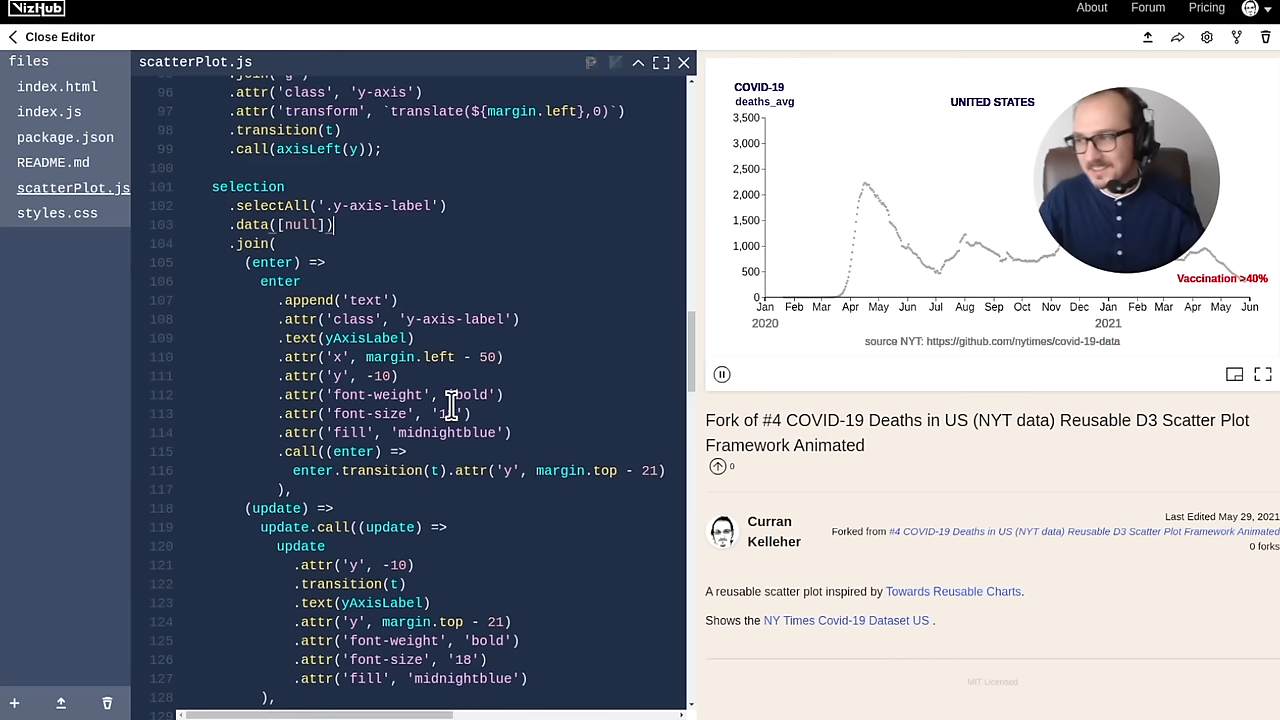 VizHub
About
Forum
Pricing
Close Editor
files
index.html
index.js
package.json
README.md
scatterPlot.js
styles.css
scatterPlot.js
.join('g')
96 .attr('class', 'y-axis')
97 .attr('transform', `translate(${margin.left},0)`)
98 .transition(t)
99 .call(axisLeft(y));
100
101 selection
102 .selectAll('.y-axis-label')
103 .data([null])
104 .join(
105 (enter) =>
106 enter
107 .append('text')
108 .attr('class', 'y-axis-label')
109 .text(yAxisLabel)
110 .attr('x', margin.left - 50)
111 .attr('y', -10)
112 .attr('font-weight', 'bold')
113 .attr('font-size',
114 .attr('fill', 'midnightblue')
115 .call((enter) =>
116 enter.transition(t).attr('y', margin.top - 21)
117 ),
118 (update) =>
119 update.call((update) =>
120 update
121 .attr('y', -10)
122 .transition(t)
123 .text(yAxisLabel)
124 .attr('y', margin.top - 21)
125 .attr('font-weight', 'bold')
126 .attr('font-size', '18')
127 .attr('fill', 'midnightblue')
128 ),
129
COVID-19
deaths_avg
UNITED STATES
3,500
3,000
2,500
2,000
1,500
1,000
500
0
Vaccination >40%
Jan Feb Mar Apr May Jun Jul Aug Sep Oct Nov Dec Jan Feb Mar Apr May Jun
2020 2021
source NYT: https://github.com/nytimes/covid-19-data
Fork of #4 COVID-19 Deaths in US (NYT data) Reusable D3 Scatter Plot
Framework Animated
0
Curran
Kelleher
Last Edited May 29, 2021
Forked from #4 COVID-19 Deaths in US (NYT data) Reusable D3 Scatter Plot Framework Animated
0 forks
A reusable scatter plot inspired by Towards Reusable Charts.
Shows the NY Times Covid-19 Dataset US .
MIT Licensed